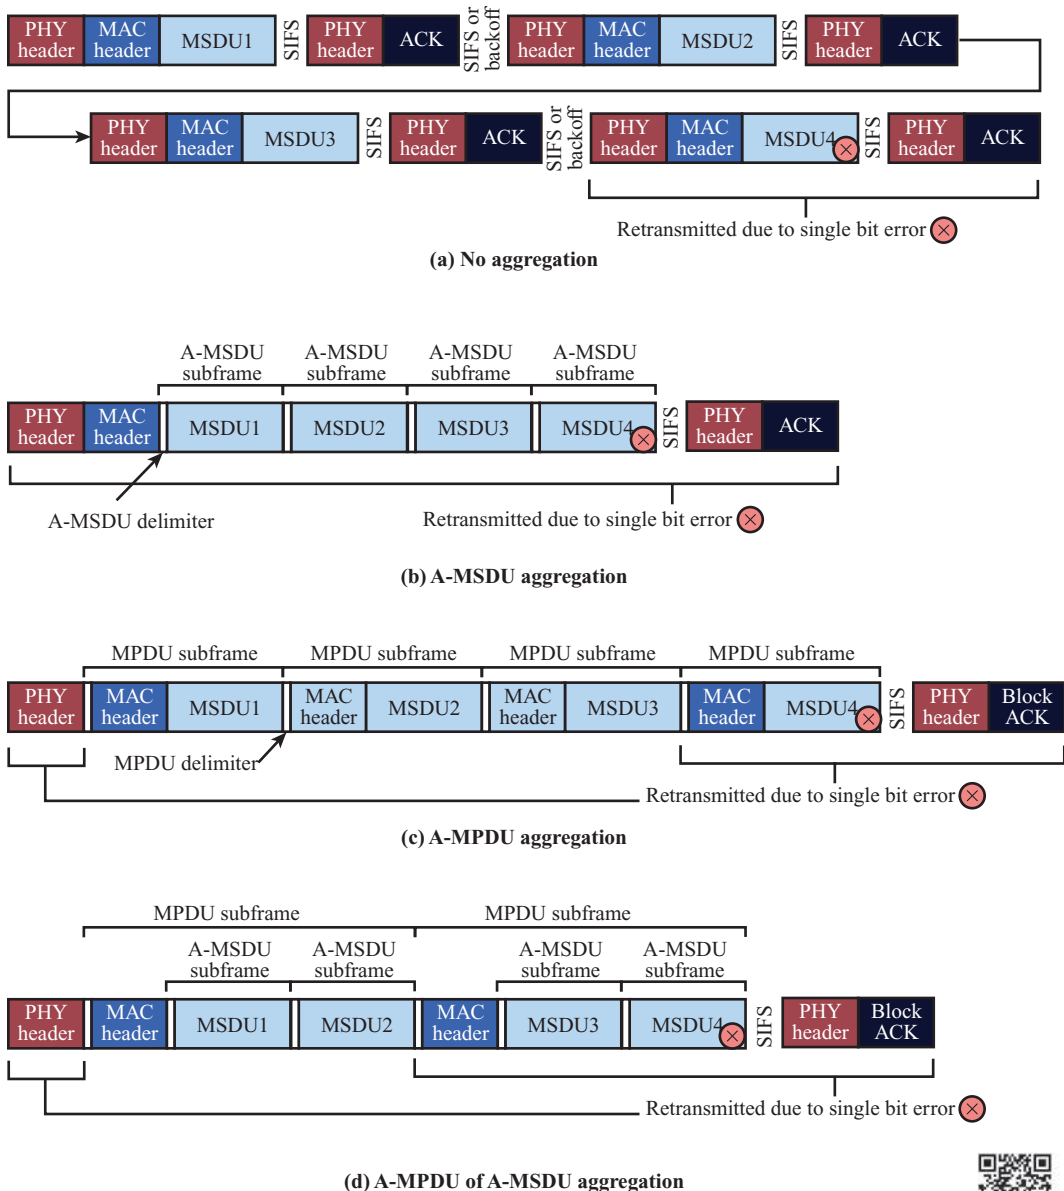 PHY header MAC header MSDU1 SIFS PHY header ACK SIFS or backoff PHY header MAC header MSDU2 SIFS PHY header ACK
PHY header MAC header MSDU3 SIFS PHY header ACK SIFS or backoff PHY header MAC header MSDU4 SIFS PHY header ACK
Retransmitted due to single bit error
(a) No aggregation
A-MSDU subframe A-MSDU subframe A-MSDU subframe A-MSDU subframe
PHY header MAC header MSDU1 MSDU2 MSDU3 MSDU4 SIFS PHY header ACK
A-MSDU delimiter Retransmitted due to single bit error
(b) A-MSDU aggregation
MPDU subframe MPDU subframe MPDU subframe MPDU subframe
PHY header MAC header MSDU1 MAC header MSDU2 MAC header MSDU3 MAC header MSDU4 SIFS PHY header Block ACK
MPDU delimiter
Retransmitted due to single bit error
(c) A-MPDU aggregation
MPDU subframe MPDU subframe
A-MSDU subframe A-MSDU subframe A-MSDU subframe A-MSDU subframe
PHY header MAC header MSDU1 MSDU2 MAC header MSDU3 MSDU4 SIFS PHY header Block ACK
Retransmitted due to single bit error
(d) A-MPDU of A-MSDU aggregation